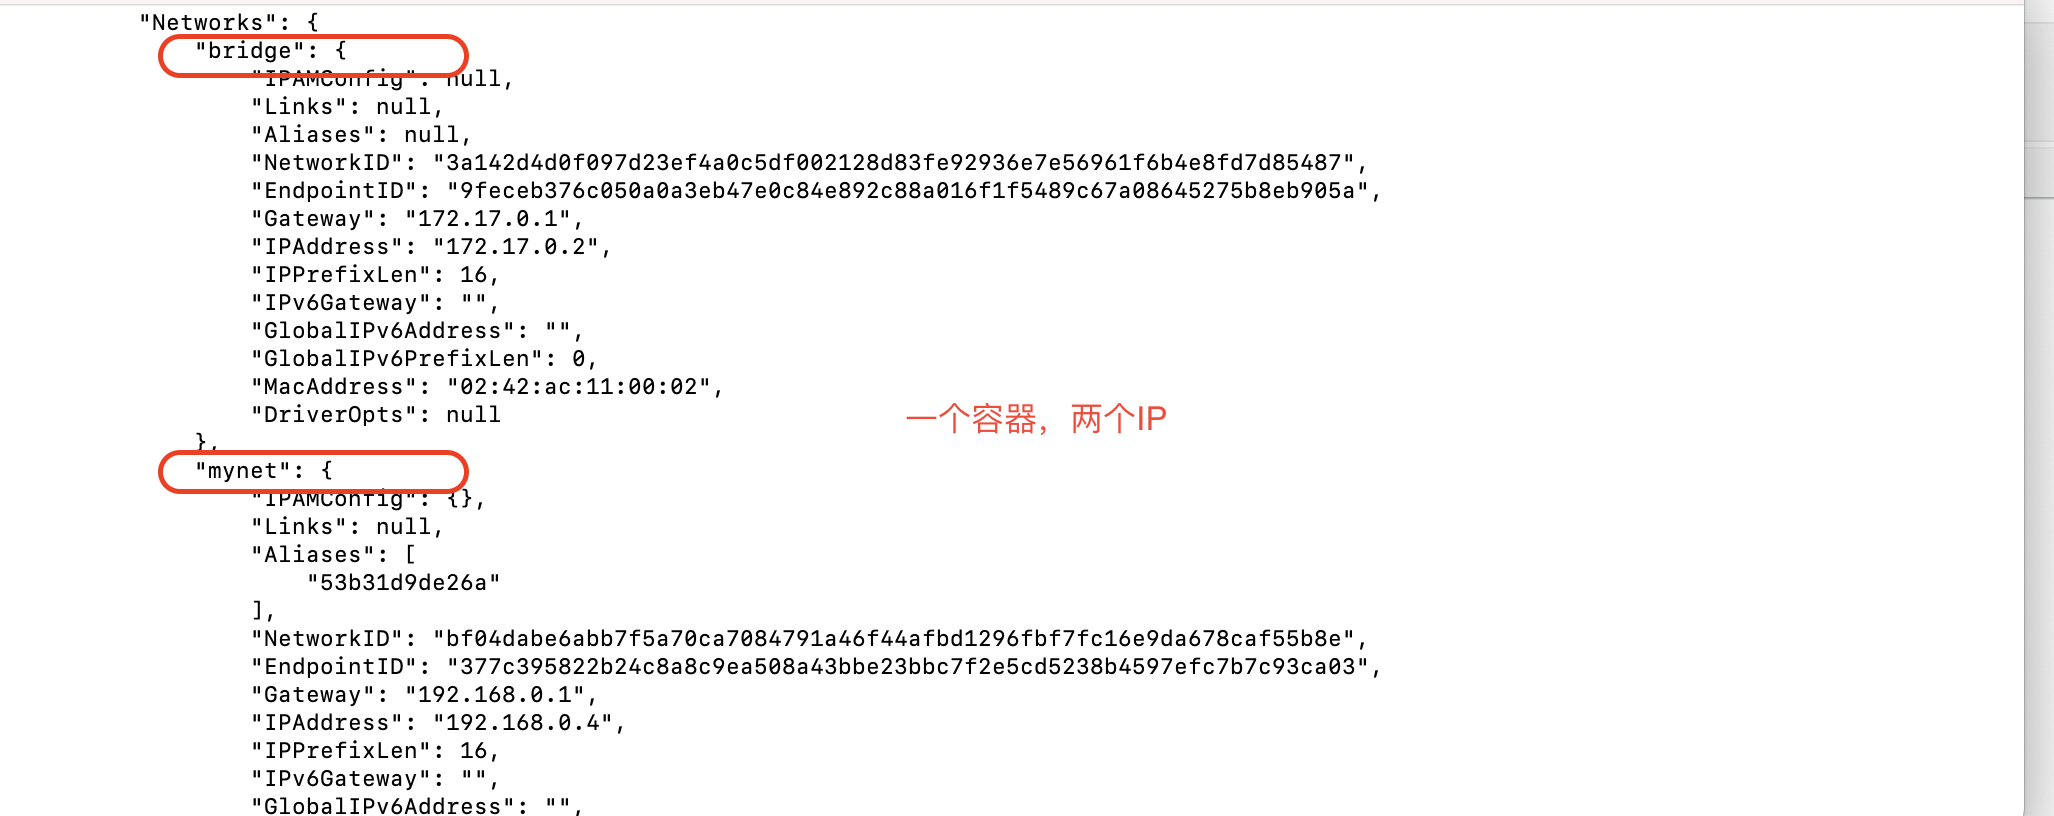 "Networks": {
"bridge": {
"IPAMConfig": null,
"Links": null,
"Aliases": null,
"NetworkID": "3a142d4d0f097d23ef4a0c5df002128d83fe92936e7e56961f6b4e8fd7d85487",
"EndpointID": "9feceb376c050a0a3eb47e0c84e892c88a016f1f5489c67a08645275b8eb905a",
"Gateway": "172.17.0.1",
"IPAddress": "172.17.0.2",
"IPPrefixLen": 16,
"IPv6Gateway": "",
"GlobalIPv6Address": "",
"GlobalIPv6PrefixLen": 0,
"MacAddress": "02:42:ac:11:00:02",
"DriverOpts": null
一个容器，两个IP
},
"mynet": {
"IPAMConfig": {},
"Links": null,
"Aliases": [
"53b31d9de26a"
],
"NetworkID": "bf04dabe6abb7f5a70ca7084791a46f44afbd1296fbf7fc16e9da678caf55b8e",
"EndpointID": "377c395822b24c8a8c9ea508a43bbe23bbc7f2e5cd5238b4597efc7b7c93ca03",
"Gateway": "192.168.0.1",
"IPAddress": "192.168.0.4",
"IPPrefixLen": 16,
"IPv6Gateway": "",
"GlobalIPv6Address": "",